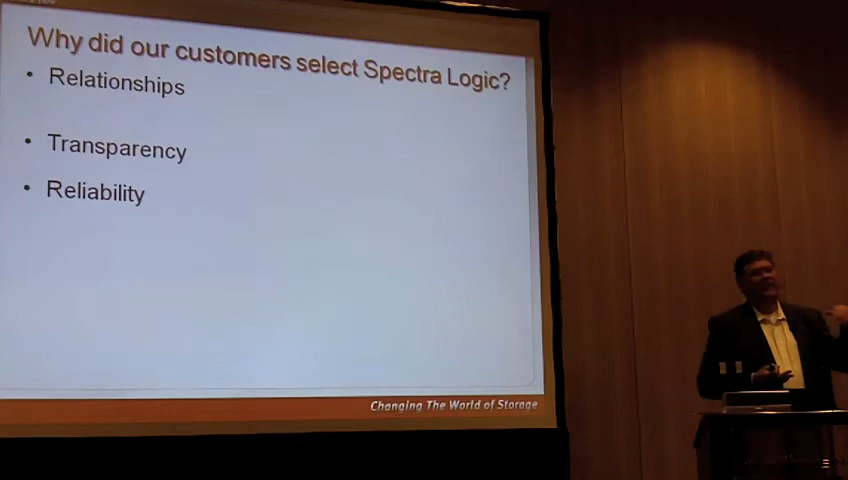 Why did our customers select Spectra Logic?
• Relationships
• Transparency
• Reliability
Changing The World of Storage